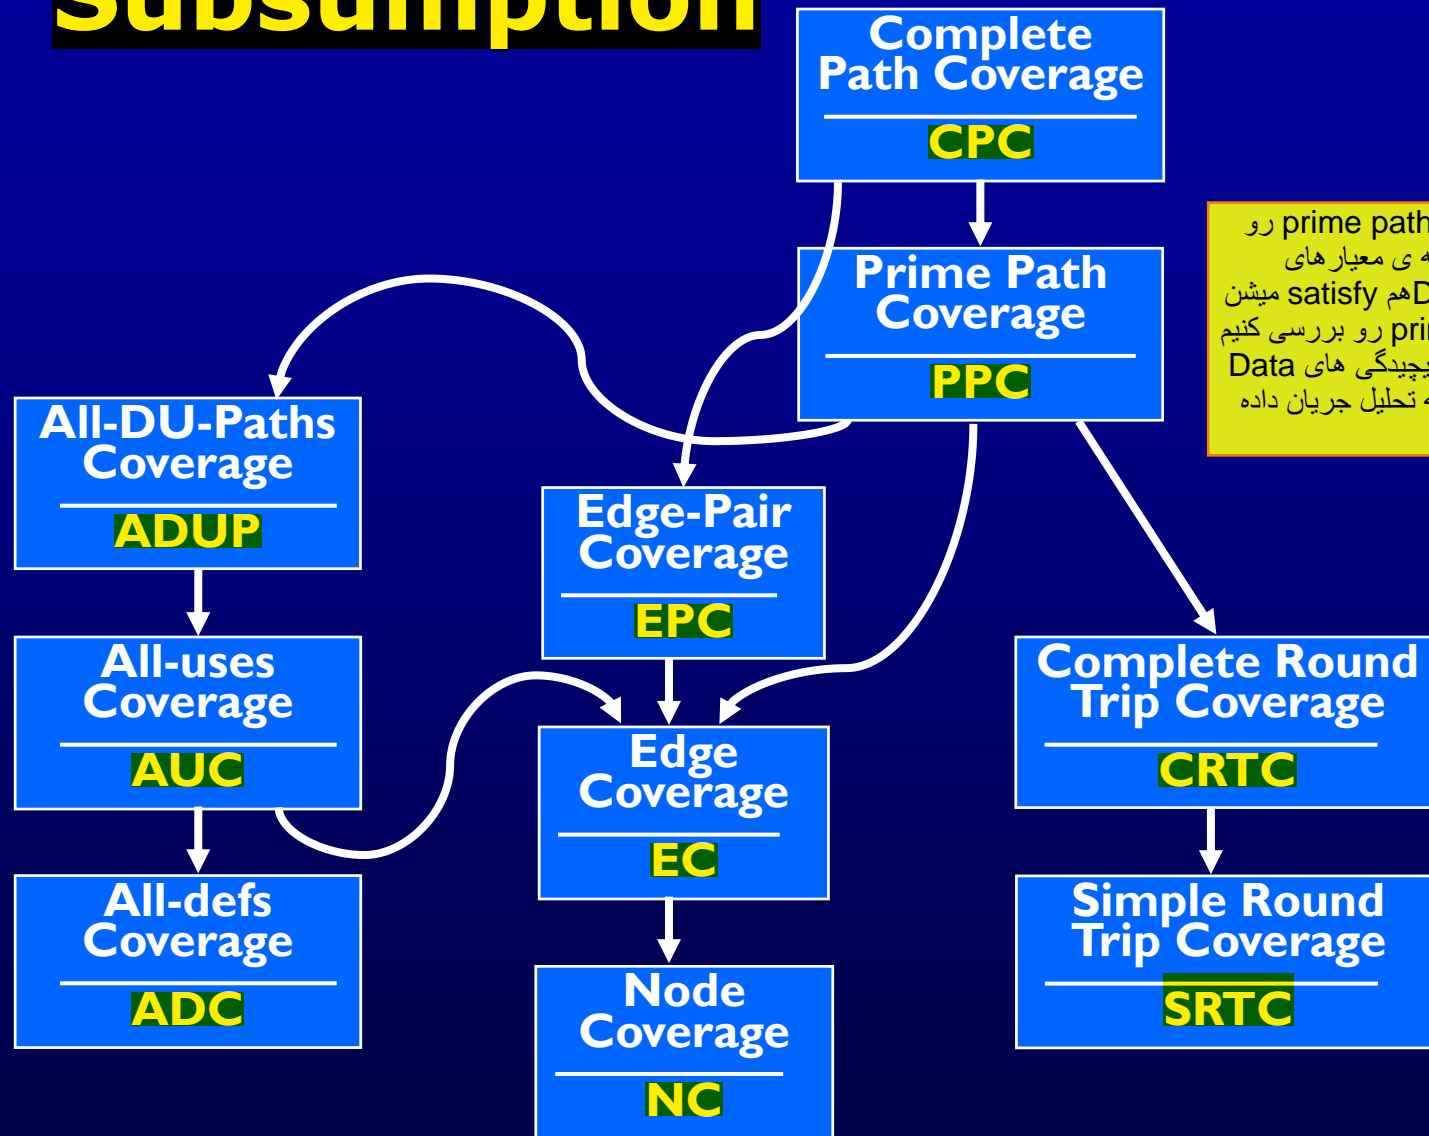 Subsumption
Complete
Path Coverage
CPC
prime path رو
ی معیارهای
هم satisfy میشن
رو بررسی کنیم
پیچیدگی های Data
تحلیل جریان داده
Prime Path
Coverage
PPC
All-DU-Paths
Coverage
ADUP
Edge-Pair
Coverage
EPC
All-uses
Coverage
AUC
Complete Round
Trip Coverage
CRTC
Edge
Coverage
EC
All-defs
Coverage
ADC
Simple Round
Trip Coverage
SRTC
Node
Coverage
NC